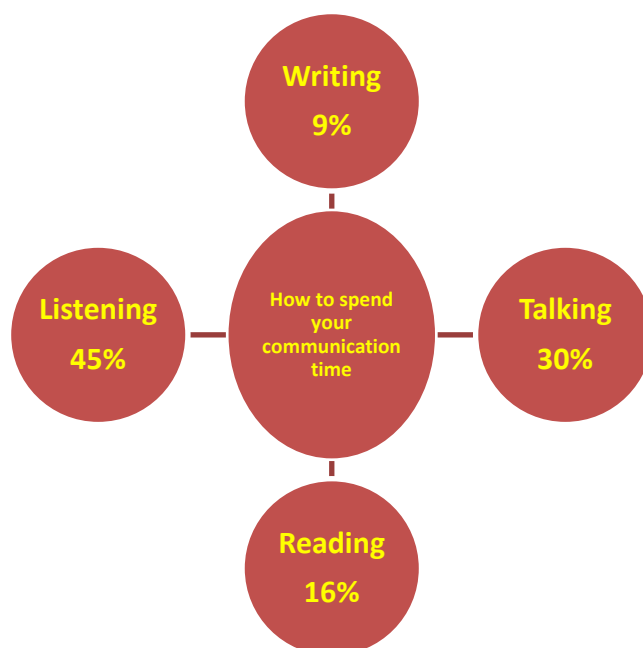 Writing
9%
Listening
45%
How to spend
your
communication
time
Talking
30%
Reading
16%